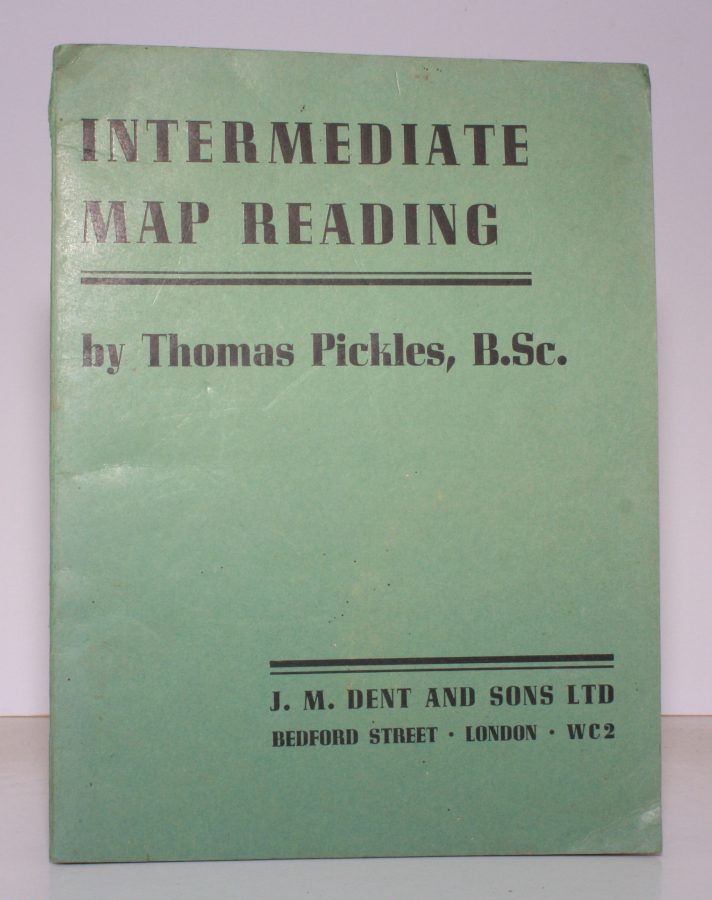 INTERMEDIATE
MAP READING
by Thomas Pickles, B.Sc.
J. M. DENT AND SONS LTD
BEDFORD STREET · LONDON · WC2